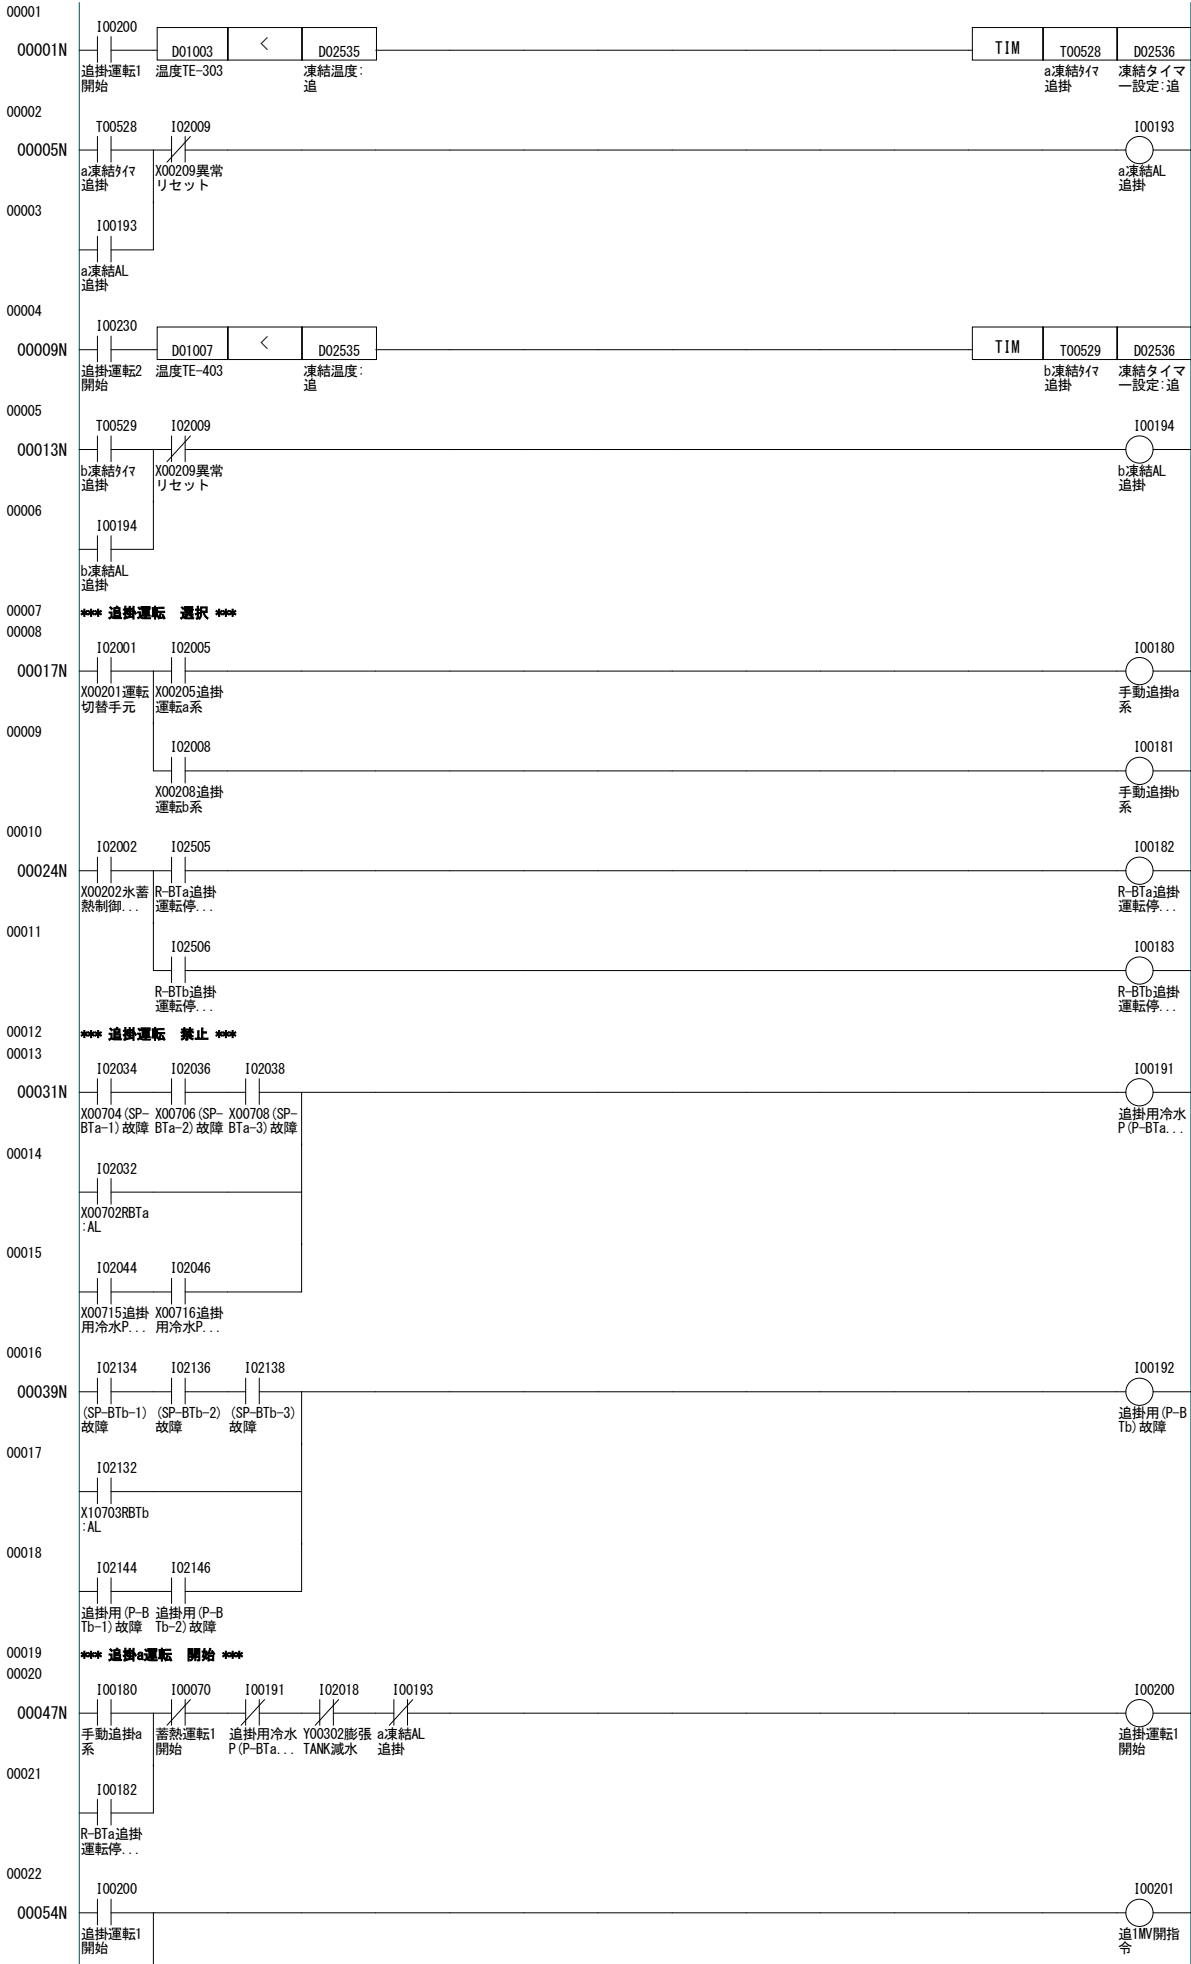 00001
I00200
00001N D01003 < D02535 TIM T00528 D02536
追掛運転1 温度TE-303 凍結温度: a凍結ﾀｲﾏ 凍結タイマ
開始 追 追掛 ー設定:追
00002
T00528 I02009 I00193
00005N
a凍結ﾀｲﾏ X00209異常 a凍結AL
追掛 リセット 追掛
00003
I00193
a凍結AL
追掛
00004
I00230
00009N D01007 < D02535 TIM T00529 D02536
追掛運転2 温度TE-403 凍結温度: b凍結ﾀｲﾏ 凍結タイマ
開始 追 追掛 ー設定:追
00005
T00529 I02009 I00194
00013N
b凍結ﾀｲﾏ X00209異常 b凍結AL
追掛 リセット 追掛
00006
I00194
b凍結AL
追掛
00007 *** 追掛運転 選択 ***
00008
I02001 I02005 I00180
00017N
X00201運転 X00205追掛 手動追掛a
切替手元 運転a系 系
00009
I02008 I00181
X00208追掛 手動追掛b
運転b系 系
00010
I02002 I02505 I00182
00024N
X00202氷蓄 R-BTa追掛 R-BTa追掛
熱制御... 運転停... 運転停...
00011
I02506 I00183
R-BTb追掛 R-BTb追掛
運転停... 運転停...
00012 *** 追掛運転 禁止 ***
00013
I02034 I02036 I02038 I00191
00031N
X00704(SP- X00706(SP- X00708(SP- 追掛用冷水
BTa-1)故障 BTa-2)故障 BTa-3)故障 P(P-BTa...
00014
I02032
X00702RBTa
:AL
00015
I02044 I02046
X00715追掛 X00716追掛
用冷水P... 用冷水P...
00016
I02134 I02136 I02138 I00192
00039N
(SP-BTb-1) (SP-BTb-2) (SP-BTb-3) 追掛用(P-B
故障 故障 故障 Tb)故障
00017
I02132
X10703RBTb
:AL
00018
I02144 I02146
追掛用(P-B 追掛用(P-B
Tb-1)故障 Tb-2)故障
00019 *** 追掛a運転 開始 ***
00020
I00180 I00070 I00191 I02018 I00193 I00200
00047N
手動追掛a 蓄熱運転1 追掛用冷水 Y00302膨張 a凍結AL 追掛運転1
系 開始 P(P-BTa... TANK減水 追掛 開始
00021
I00182
R-BTa追掛
運転停...
00022
I00200 I00201
00054N
追掛運転1 追1MV開指
開始 令